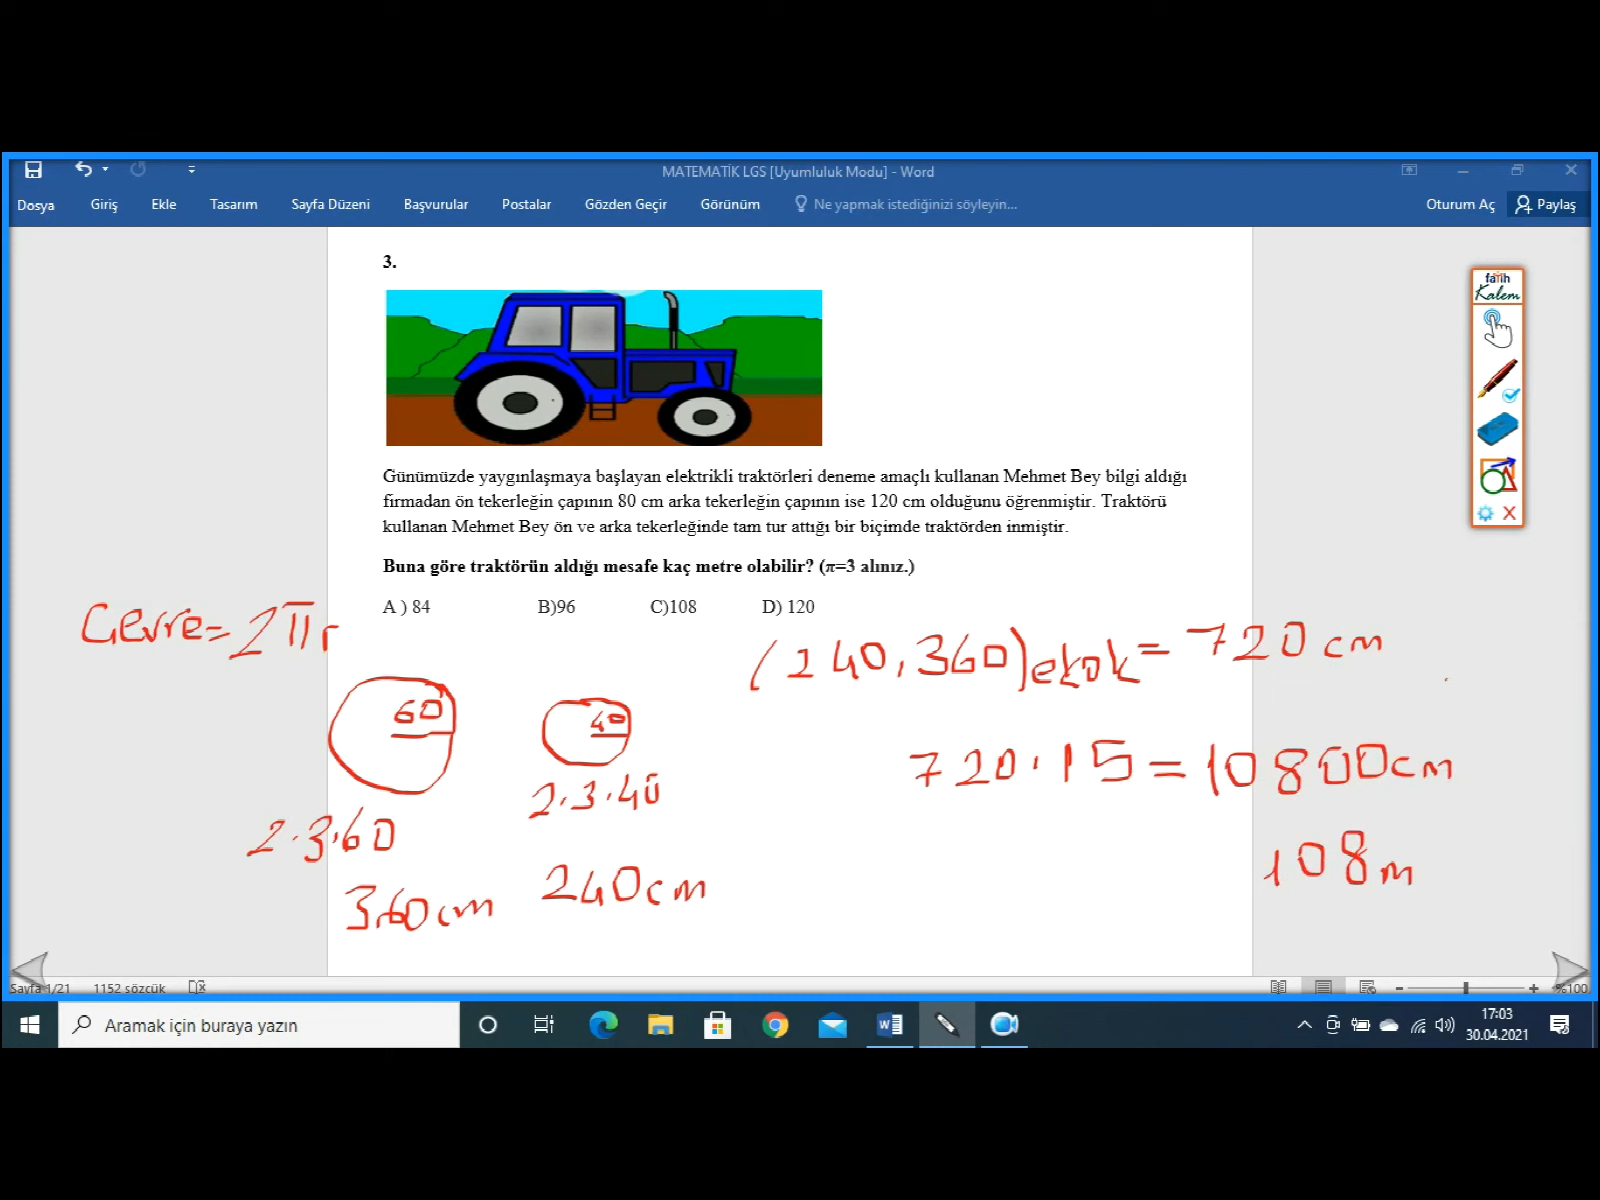 MATEMATİK LGS [Uyumluluk Modu] - Word
Dosya Giriş Ekle Tasarım Sayfa Düzeni Başvurular Postalar Gözden Geçir Görünüm Ne yapmak istediğinizi söyleyin... Oturum Aç Paylaş
3.
fatih
Kalem
Günümüzde yaygınlaşmaya başlayan elektrikli traktörleri deneme amaçlı kullanan Mehmet Bey bilgi aldığı
firmadan ön tekerleğin çapının 80 cm arka tekerleğin çapının ise 120 cm olduğunu öğrenmiştir. Traktörü
kullanan Mehmet Bey ön ve arka tekerleğinde tam tur attığı bir biçimde traktörden inmiştir.
Buna göre traktörün aldığı mesafe kaç metre olabilir? (π=3 alınız.)
A ) 84 B)96 C)108 D) 120
Çevre=2πr
(240,360)ekok=720cm
60
40
720.15=10800cm
2.3.40
2.3.60
108m
240cm
360cm
Sayfa 1/21 1152 sözcük %100
Aramak için buraya yazın
17:03
30.04.2021